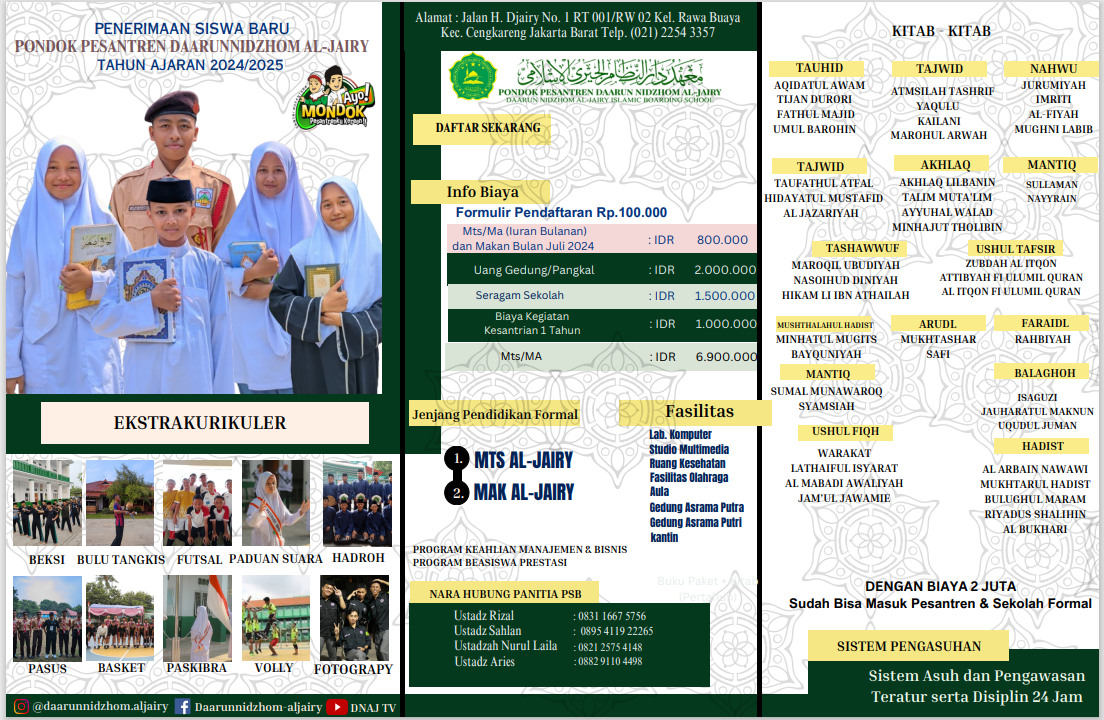 PENERIMAAN SISWA BARU
PONDOK PESANTREN DAARUNNIDZHOM AL-JAIRY
TAHUN AJARAN 2024/2025
Ayo!
MONDOK
Pesantrenku Keren!!
EKSTRAKURIKULER
BEKSI
BULU TANGKIS
FUTSAL
PADUAN SUARA
HADROH
PASUS
BASKET
PASKIBRA
VOLLY
FOTOGRAPY
@daarunnidzhom.aljairy
Daarunnidzhom-aljairy
DNAJ TV
Alamat : Jalan H. Djairy No. 1 RT 001/RW 02 Kel. Rawa Buaya
Kec. Cengkareng Jakarta Barat Telp. (021) 2254 3357
معهد دار النظام الجئري الإسلامي
PONDOK PESANTREN DAARUN NIDZHOM AL-JAIRY
DAARUN NIDZHOM AL-JAIRY ISLAMIC BOARDING SCHOOL
DAFTAR SEKARANG
Info Biaya
Formulir Pendaftaran Rp.100.000
Mts/Ma (Iuran Bulanan)
dan Makan Bulan Juli 2024 : IDR 800.000
Uang Gedung/Pangkal : IDR 2.000.000
Seragam Sekolah : IDR 1.500.000
Biaya Kegiatan
Kesantrian 1 Tahun : IDR 1.000.000
Mts/MA : IDR 6.900.000
Jenjang Pendidikan Formal
1. MTS AL-JAIRY
2. MAK AL-JAIRY
Fasilitas
Lab. Komputer
Studio Multimedia
Ruang Kesehatan
Fasilitas Olahraga
Aula
Gedung Asrama Putra
Gedung Asrama Putri
kantin
PROGRAM KEAHLIAN MANAJEMEN & BISNIS
PROGRAM BEASISWA PRESTASI
Buku Paket +
NARA HUBUNG PANITIA PSB
Ustadz Rizal : 0831 1667 5756
Ustadz Sahlan : 0895 4119 22265
Ustadzah Nurul Laila : 0821 2575 4148
Ustadz Aries : 0882 9110 4498
KITAB - KITAB
TAUHID
AQIDATUL AWAM
TIJAN DURORI
FATHUL MAJID
UMUL BAROHIN
TAJWID
ATMSILAH TASHRIF
YAQULU
KAILANI
MAROHUL ARWAH
NAHWU
JURUMIYAH
IMRITI
AL-FIYAH
MUGHNI LABIB
TAJWID
TAUFATHUL ATFAL
HIDAYATUL MUSTAFID
AL JAZARIYAH
AKHLAQ
AKHLAQ LILBANIN
TALIM MUTA'LIM
AYYUHAL WALAD
MINHAJUT THOLIBIN
MANTIQ
SULLAMAN
NAYYRAIN
TASHAWWUF
MAROQIL UBUDIYAH
NASOIHUD DINIYAH
HIKAM LI IBN ATHAILAH
USHUL TAFSIR
ZUBDAH AL ITQON
ATTIBYAH FI ULUMIL QURAN
AL ITQON FI ULUMIL QURAN
MUSHTHALAHUL HADIST
MINHATUL MUGITS
BAYQUNIYAH
ARUDL
MUKHTASHAR
SAFI
FARAIDL
RAHBIYAH
MANTIQ
SUMAL MUNAWAROQ
SYAMSIAH
BALAGHOH
ISAGUZI
JAUHARATUL MAKNUN
UQUDUL JUMAN
USHUL FIQH
WARAKAT
LATHAIFUL ISYARAT
AL MABADI AWALIYAH
JAM'UL JAWAMIE
HADIST
AL ARBAIN NAWAWI
MUKHTARUL HADIST
BULUGHUL MARAM
RIYADUS SHALIHIN
AL BUKHARI
DENGAN BIAYA 2 JUTA
Sudah Bisa Masuk Pesantren & Sekolah Formal
SISTEM PENGASUHAN
Sistem Asuh dan Pengawasan
Teratur serta Disiplin 24 Jam